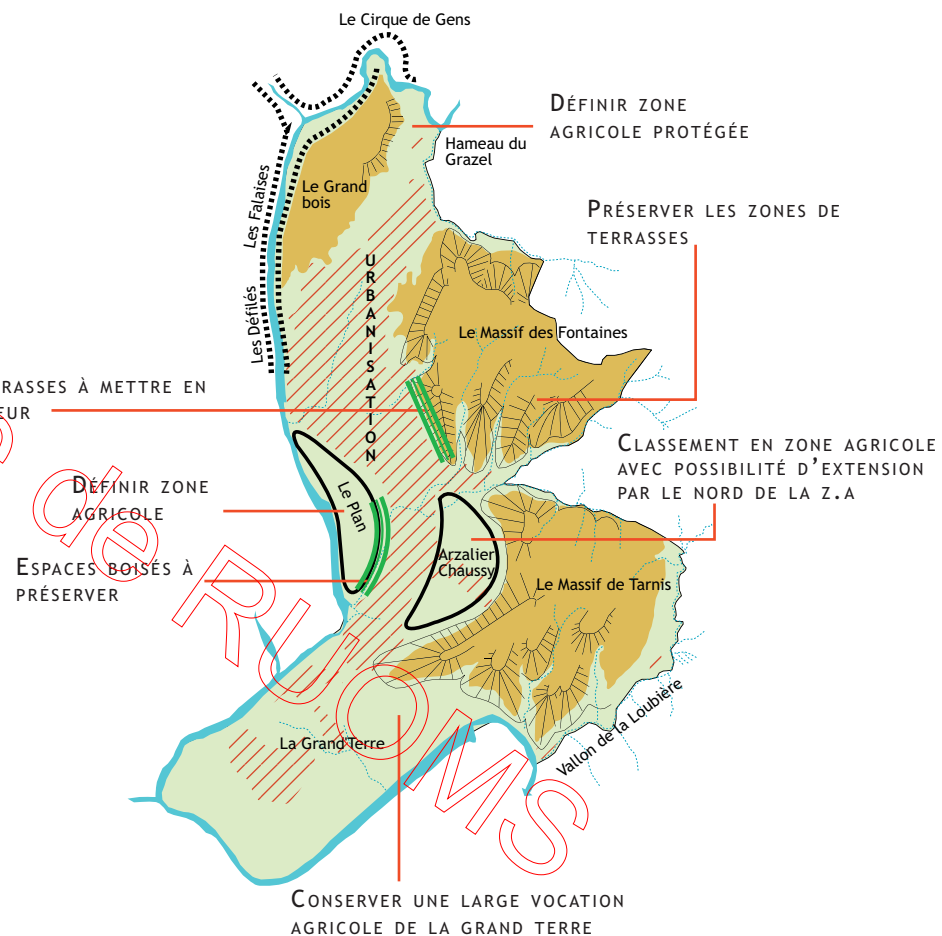 Le Cirque de Gens
DÉFINIR ZONE
AGRICOLE PROTÉGÉE
Hameau du
Grazel
Le Grand
bois
Les Falaises
PRÉSERVER LES ZONES DE
TERRASSES
URBANISATION
Les Défilés
Le Massif des Fontaines
RASSES À METTRE EN
EUR
CLASSEMENT EN ZONE AGRICOLE
AVEC POSSIBILITÉ D'EXTENSION
PAR LE NORD DE LA Z.A
DÉFINIR ZONE
AGRICOLE
Le Plan
Arzalier
Chaussy
ESPACES BOISÉS À
PRÉSERVER
Le Massif de Tarnis
de RUOMS
Vallon de la Loubière
La Grand'Terre
CONSERVER UNE LARGE VOCATION
AGRICOLE DE LA GRAND TERRE